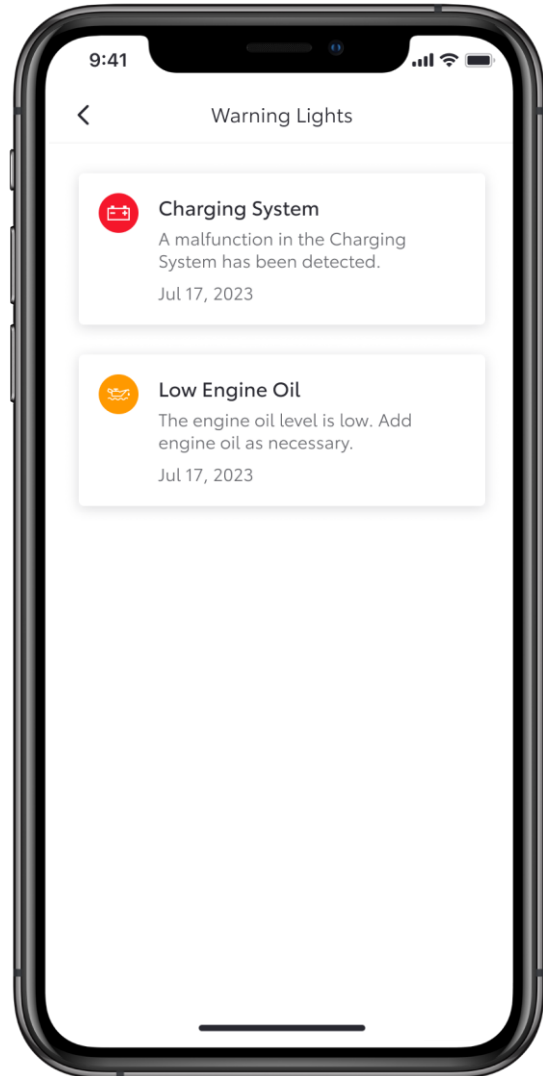 9:41
Warning Lights
Charging System
A malfunction in the Charging
System has been detected.
Jul 17, 2023
Low Engine Oil
The engine oil level is low. Add
engine oil as necessary.
Jul 17, 2023